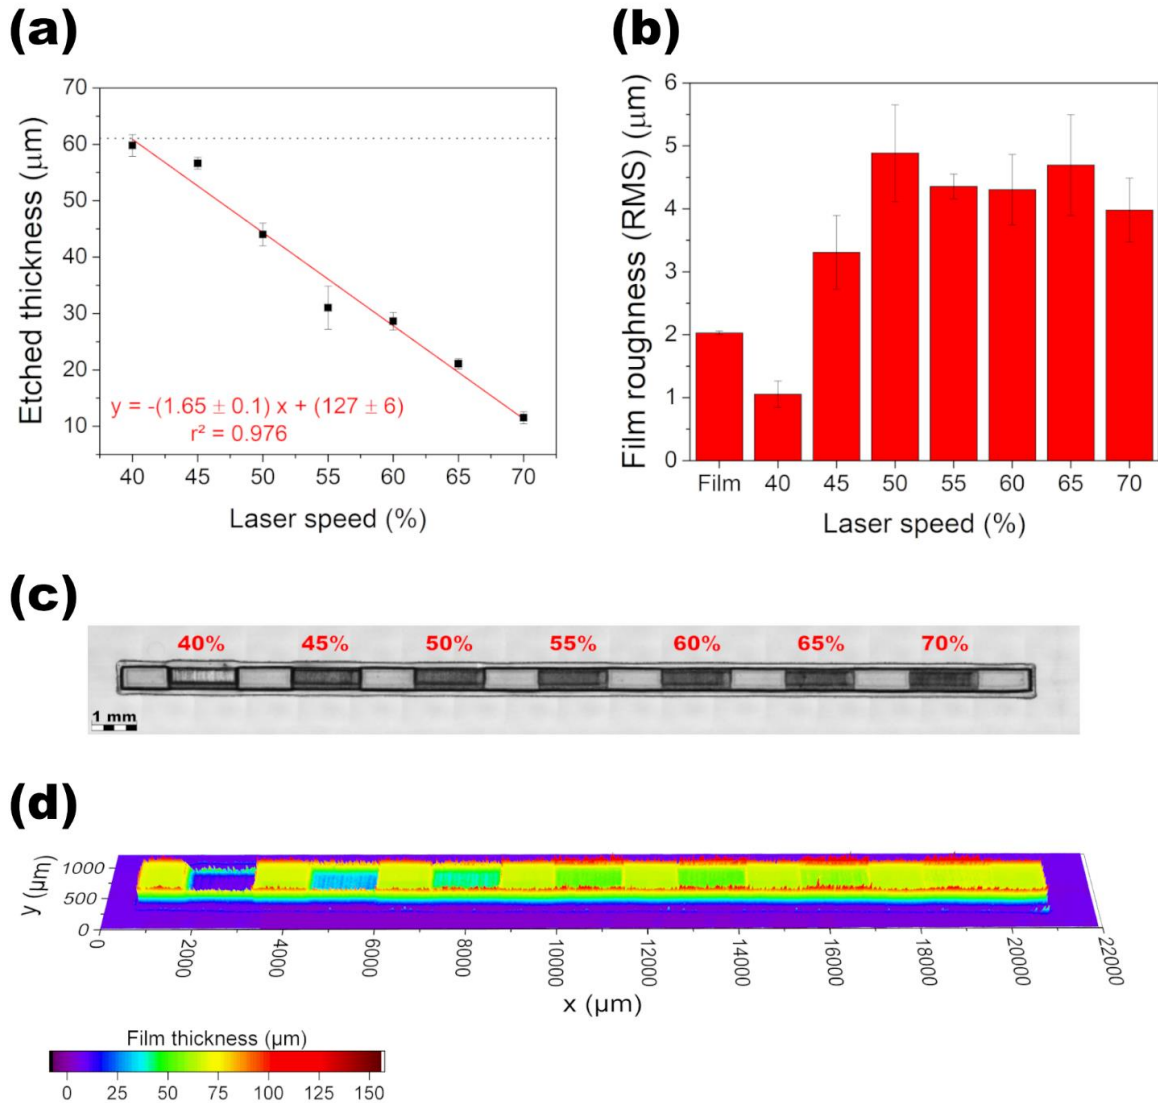 (a)
70
60
50
40
30
20
10
Etched thickness (μm)
y = -(1.65 ± 0.1) x + (127 ± 6)
r² = 0.976
40 45 50 55 60 65 70
Laser speed (%)
(b)
6
5
4
3
2
1
0
Film roughness (RMS) (μm)
Film 40 45 50 55 60 65 70
Laser speed (%)
(c)
40% 45% 50% 55% 60% 65% 70%
1 mm
(d)
1000
500
0
y (μm)
0 2000 4000 6000 8000 10000 12000 14000 16000 18000 20000 22000
x (μm)
Film thickness (μm)
0 25 50 75 100 125 150